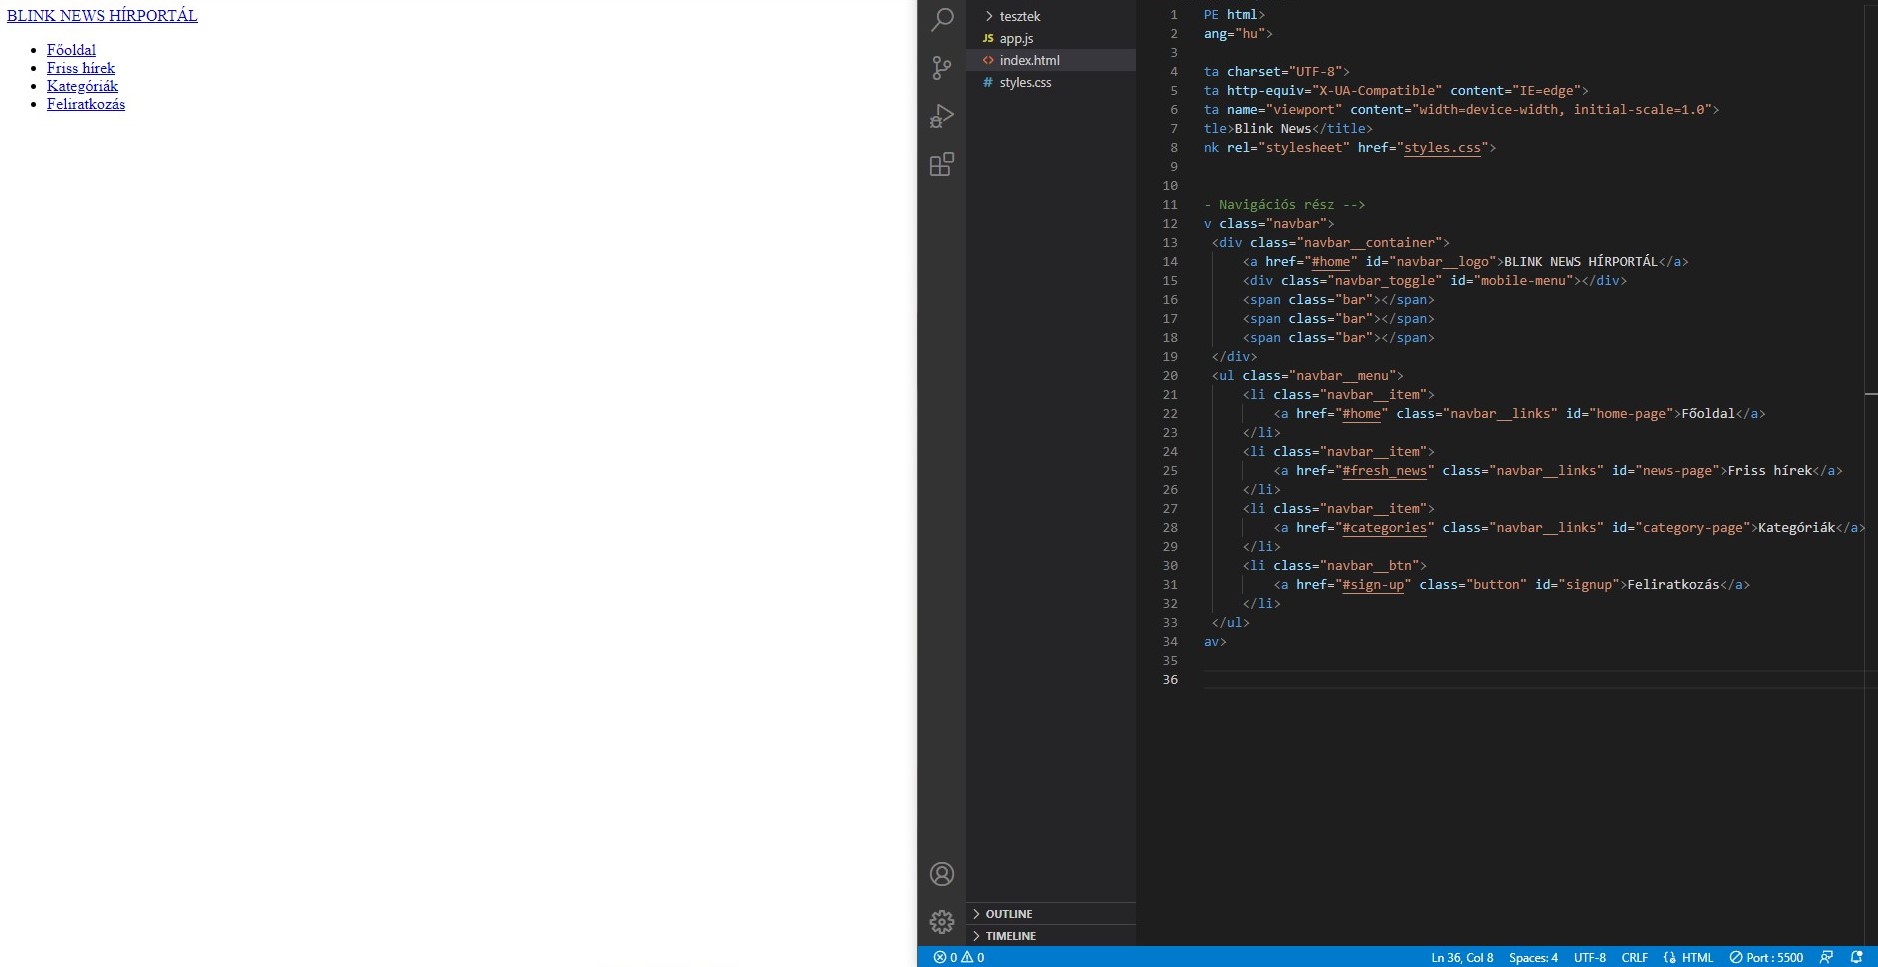 BLINK NEWS HÍRPORTÁL
Főoldal
Friss hírek
Kategóriák
Feliratkozás
tesztek
JS app.js
<> index.html
# styles.css
OUTLINE
TIMELINE
1 PE html>
2 ang="hu">
3
4 ta charset="UTF-8">
5 ta http-equiv="X-UA-Compatible" content="IE=edge">
6 ta name="viewport" content="width=device-width, initial-scale=1.0">
7 tle>Blink News</title>
8 nk rel="stylesheet" href="styles.css">
9
10
11 - Navigációs rész -->
12 v class="navbar">
13 <div class="navbar__container">
14 <a href="#home" id="navbar__logo">BLINK NEWS HÍRPORTÁL</a>
15 <div class="navbar_toggle" id="mobile-menu"></div>
16 <span class="bar"></span>
17 <span class="bar"></span>
18 <span class="bar"></span>
19 </div>
20 <ul class="navbar__menu">
21 <li class="navbar__item">
22 <a href="#home" class="navbar__links" id="home-page">Főoldal</a>
23 </li>
24 <li class="navbar__item">
25 <a href="#fresh_news" class="navbar__links" id="news-page">Friss hírek</a>
26 </li>
27 <li class="navbar__item">
28 <a href="#categories" class="navbar__links" id="category-page">Kategóriák</a>
29 </li>
30 <li class="navbar__btn">
31 <a href="#sign-up" class="button" id="signup">Feliratkozás</a>
32 </li>
33 </ul>
34 av>
35
36
0 0 Ln 36, Col 8 Spaces: 4 UTF-8 CRLF HTML Port : 5500